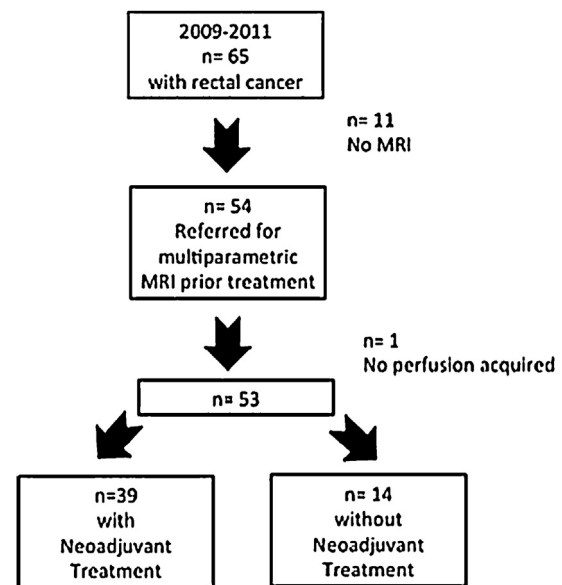 2009-2011
n= 65
with rectal cancer
n= 11
No MRI
n= 54
Referred for
multiparametric
MRI prior treatment
n= 1
No perfusion acquired
n= 53
n=39
with
Neoadjuvant
Treatment
n= 14
without
Neoadjuvant
Treatment